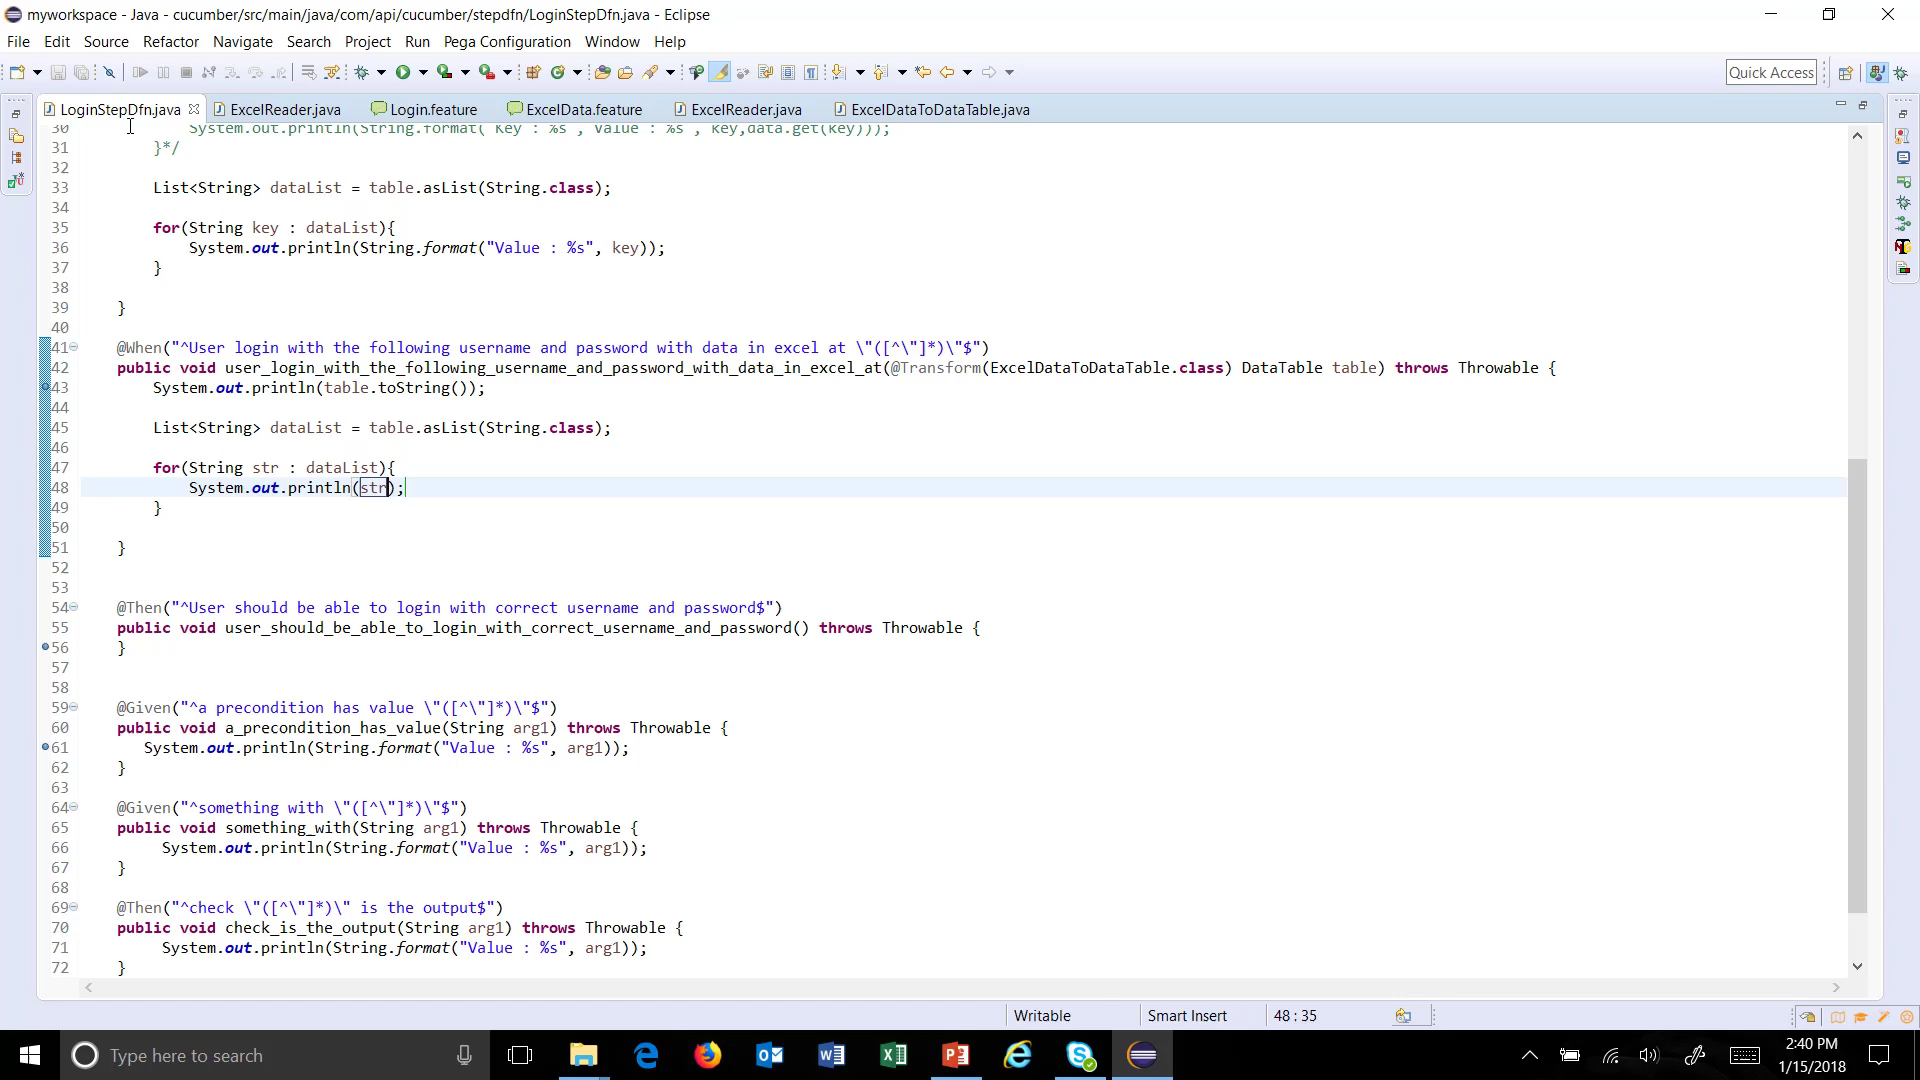 myworkspace - Java - cucumber/src/main/java/com/api/cucumber/stepdfn/LoginStepDfn.java - Eclipse
File Edit Source Refactor Navigate Search Project Run Pega Configuration Window Help
Quick Access
LoginStepDfn.java ExcelReader.java Login.feature ExcelData.feature ExcelReader.java ExcelDataToDataTable.java
30 System.out.println(String.format("Key : %s , Value : %s", key,data.get(key)));
31 }*/
32
33 List<String> dataList = table.asList(String.class);
34
35 for(String key : dataList){
36 System.out.println(String.format("Value : %s", key));
37 }
38
39 }
40
41 @When("^User login with the following username and password with data in excel at \"([^\"]*)\"$")
42 public void user_login_with_the_following_username_and_password_with_data_in_excel_at(@Transform(ExcelDataToDataTable.class) DataTable table) throws Throwable {
43 System.out.println(table.toString());
44
45 List<String> dataList = table.asList(String.class);
46
47 for(String str : dataList){
48 System.out.println(str);
49 }
50
51 }
52
53
54 @Then("^User should be able to login with correct username and password$")
55 public void user_should_be_able_to_login_with_correct_username_and_password() throws Throwable {
56 }
57
58
59 @Given("^a precondition has value \"([^\"]*)\"$")
60 public void a_precondition_has_value(String arg1) throws Throwable {
61 System.out.println(String.format("Value : %s", arg1));
62 }
63
64 @Given("^something with \"([^\"]*)\"$")
65 public void something_with(String arg1) throws Throwable {
66 System.out.println(String.format("Value : %s", arg1));
67 }
68
69 @Then("^check \"([^\"]*)\" is the output$")
70 public void check_is_the_output(String arg1) throws Throwable {
71 System.out.println(String.format("Value : %s", arg1));
72 }
Writable Smart Insert 48 : 35
Type here to search
2:40 PM
1/15/2018